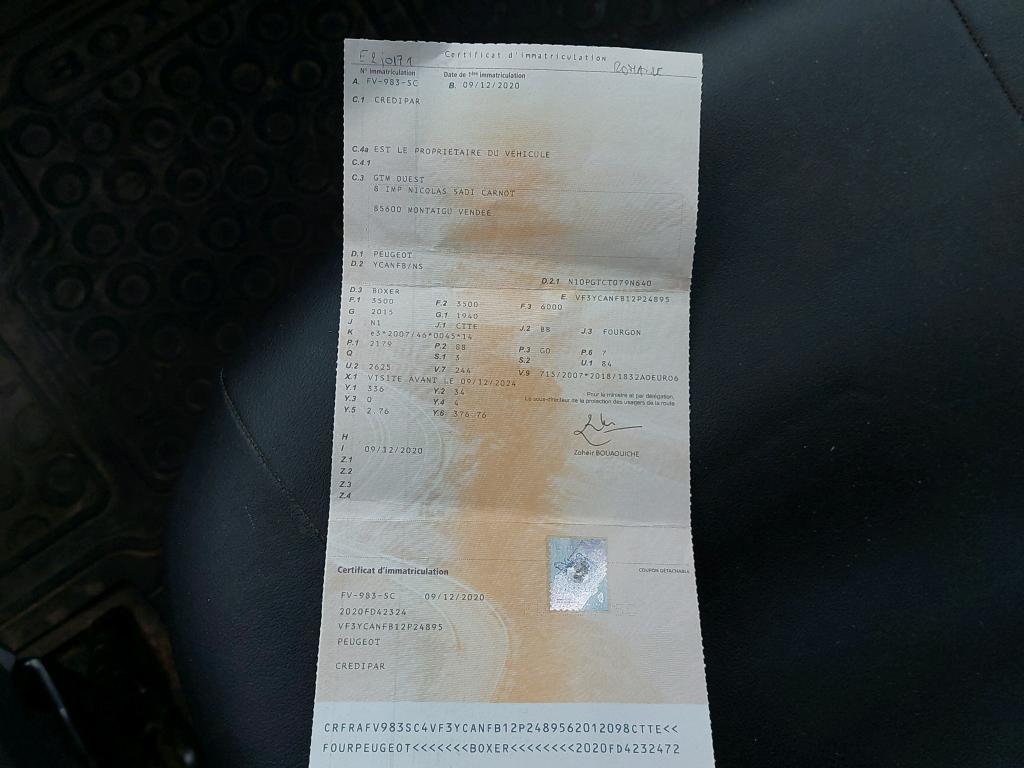 Certificat d'immatriculation
ROMAIN
N° immatriculation Date de 1ère immatriculation
A. FV-983-SC B. 09/12/2020
C.1 CREDIPAR
C.4a EST LE PROPRIÉTAIRE DU VÉHICULE
C.4.1
C.3 GTM OUEST
8 IMP NICOLAS SADI CARNOT
85600 MONTAIGU VENDEE
D.1 PEUGEOT
D.2 YCANFB/NS
D.2.1 N10PGTCT079N640
D.3 BOXER E. VF3YCANFB12P24895
F.1 3500 F.2 3500 F.3 6000
G 2015 G.1 1940
J N1 J.1 CTTE J.2 BB J.3 FOURGON
K e3*2007/46*0045*14
P.1 2179 P.2 88 P.3 GO P.6 7
Q S.1 3 S.2 U.1 84
U.2 2625 V.7 244 V.9 715/2007*2018/1832AOEURO6
X.1 VISITE AVANT LE 09/12/2024
Y.1 336 Y.2 34
Y.3 0 Y.4 4
Y.5 2.76 Y.6 376.76
Pour le ministre et par délégation,
Le sous-directeur de la protection des usagers de la route
Zoheir BOUAOUICHE
H
I 09/12/2020
Z.1
Z.2
Z.3
Z.4
Certificat d'immatriculation COUPON DÉTACHABLE
FV-983-SC 09/12/2020
2020FD42324
VF3YCANFB12P24895
PEUGEOT
CREDIPAR
CRFRAFV983SC4VF3YCANFB12P2489562012098CTTE<<
FOURPEUGEOT<<<<<<<BOXER<<<<<<<<2020FD4232472